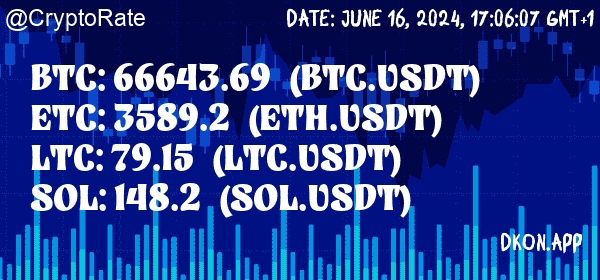 @CryptoRate
DATE: JUNE 16, 2024, 17:06:07 GMT+1
BTC: 66643.69 (BTC.USDT)
ETC: 3589.2 (ETH.USDT)
LTC: 79.15 (LTC.USDT)
SOL: 148.2 (SOL.USDT)
DKON.APP